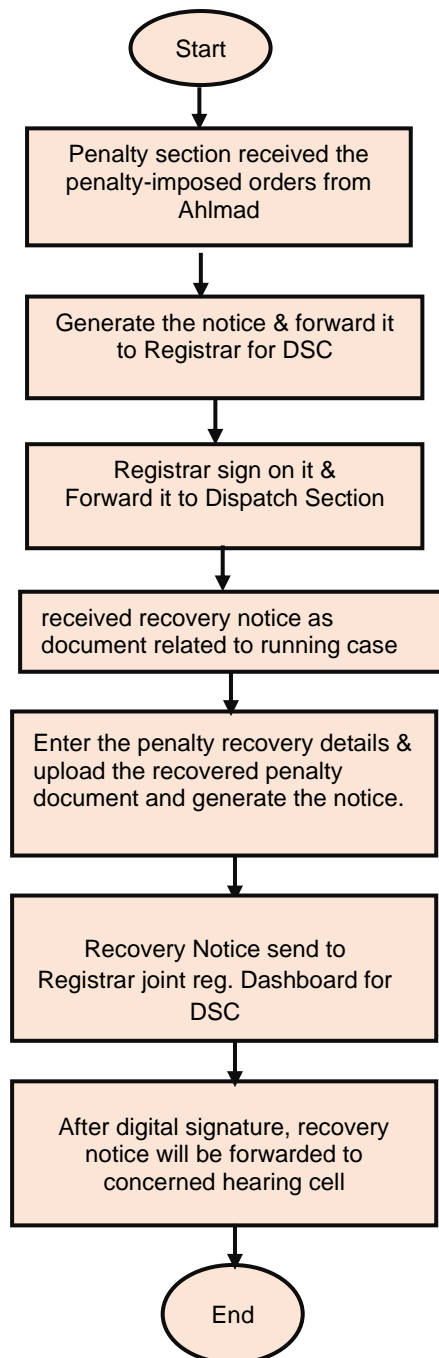 Start
Penalty section received the
penalty-imposed orders from
Ahlmad
Generate the notice & forward it
to Registrar for DSC
Registrar sign on it &
Forward it to Dispatch Section
received recovery notice as
document related to running case
Enter the penalty recovery details &
upload the recovered penalty
document and generate the notice.
Recovery Notice send to
Registrar joint reg. Dashboard for
DSC
After digital signature, recovery
notice will be forwarded to
concerned hearing cell
End